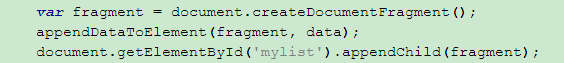 var fragment = document.createDocumentFragment();
appendDataToElement(fragment, data);
document.getElementById('mylist').appendChild(fragment);